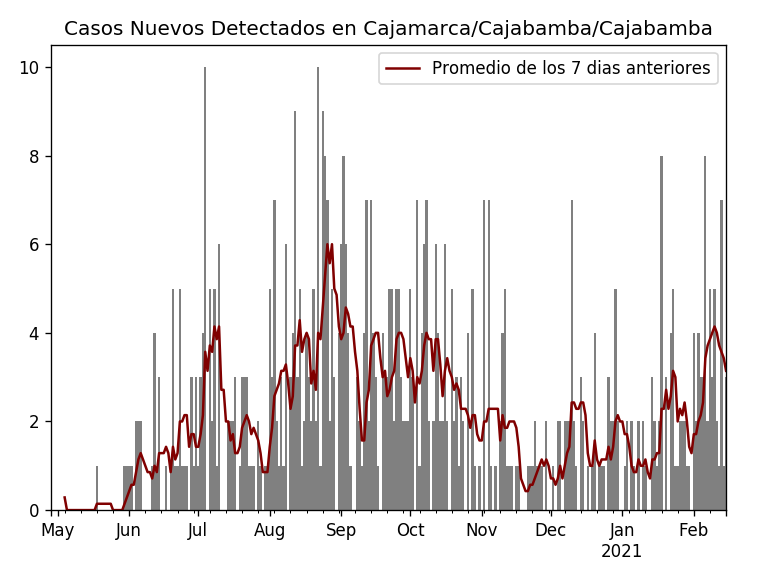 Casos Nuevos Detectados en Cajamarca/Cajabamba/Cajabamba
Promedio de los 7 dias anteriores
10
8
6
4
2
0
May Jun Jul Aug Sep Oct Nov Dec Jan Feb
2021